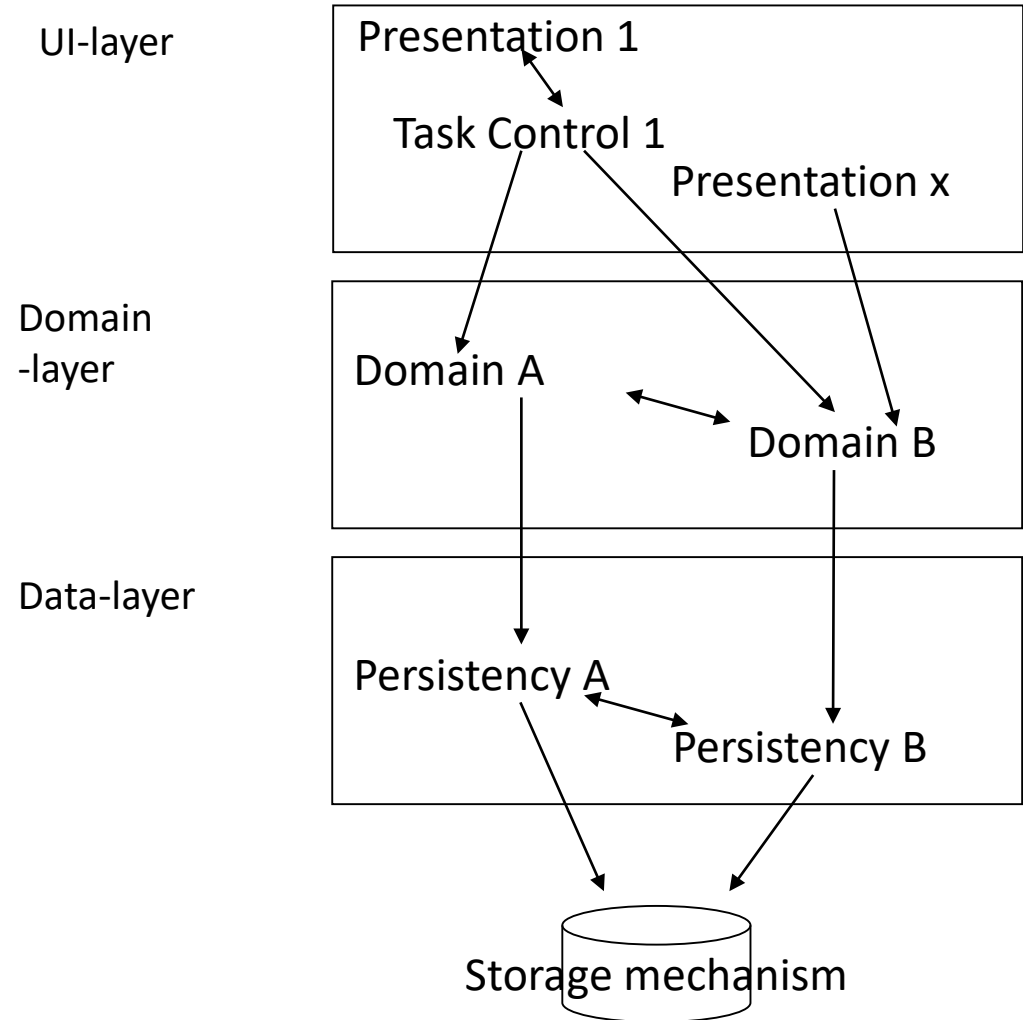 UI-layer
Presentation 1
Task Control 1
Presentation x
Domain
-layer
Domain A
Domain B
Data-layer
Persistency A
Persistency B
Storage mechanism